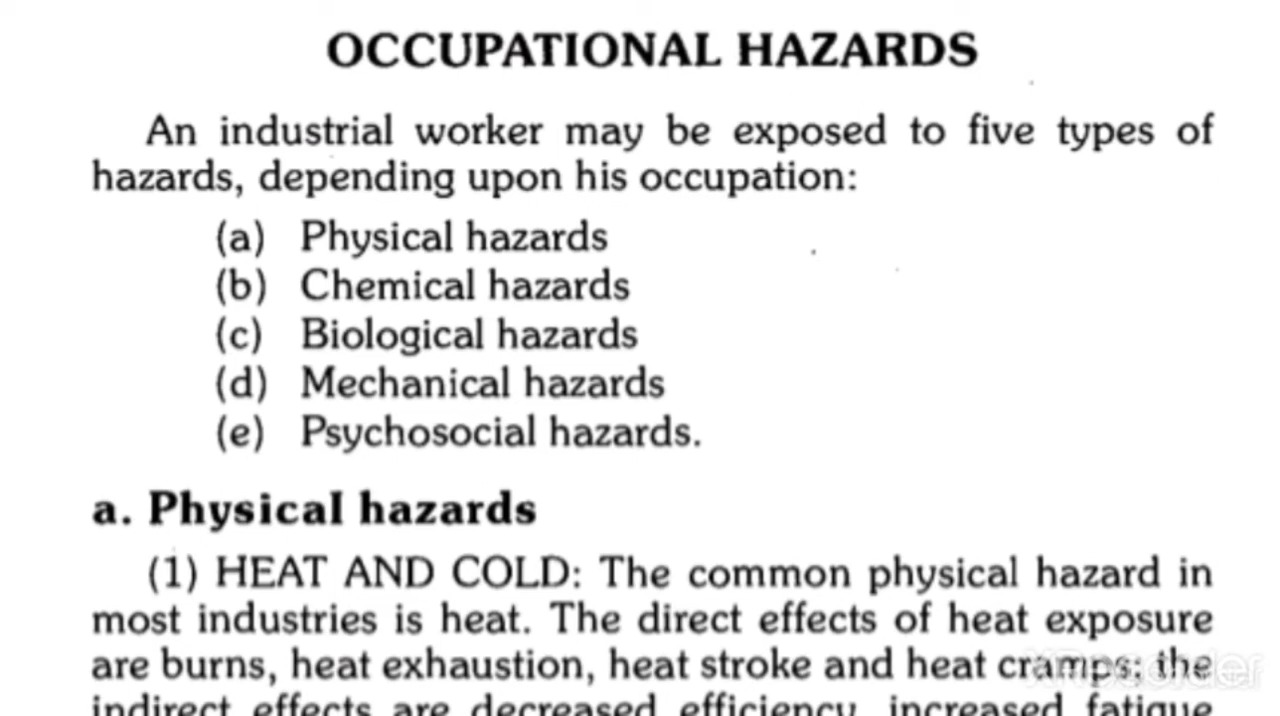 OCCUPATIONAL HAZARDS
An industrial worker may be exposed to five types of
hazards, depending upon his occupation:
(a) Physical hazards
(b) Chemical hazards
(c) Biological hazards
(d) Mechanical hazards
(e) Psychosocial hazards.
a. Physical hazards
(1) HEAT AND COLD: The common physical hazard in
most industries is heat. The direct effects of heat exposure
are burns, heat exhaustion, heat stroke and heat cramps; the
indirect effects are decreased efficiency, increased fatigue
XRecorder